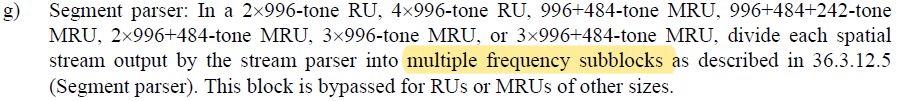 g) Segment parser: In a 2×996-tone RU, 4×996-tone RU, 996+484-tone MRU, 996+484+242-tone
MRU, 2×996+484-tone MRU, 3×996-tone MRU, or 3×996+484-tone MRU, divide each spatial
stream output by the stream parser into multiple frequency subblocks as described in 36.3.12.5
(Segment parser). This block is bypassed for RUs or MRUs of other sizes.